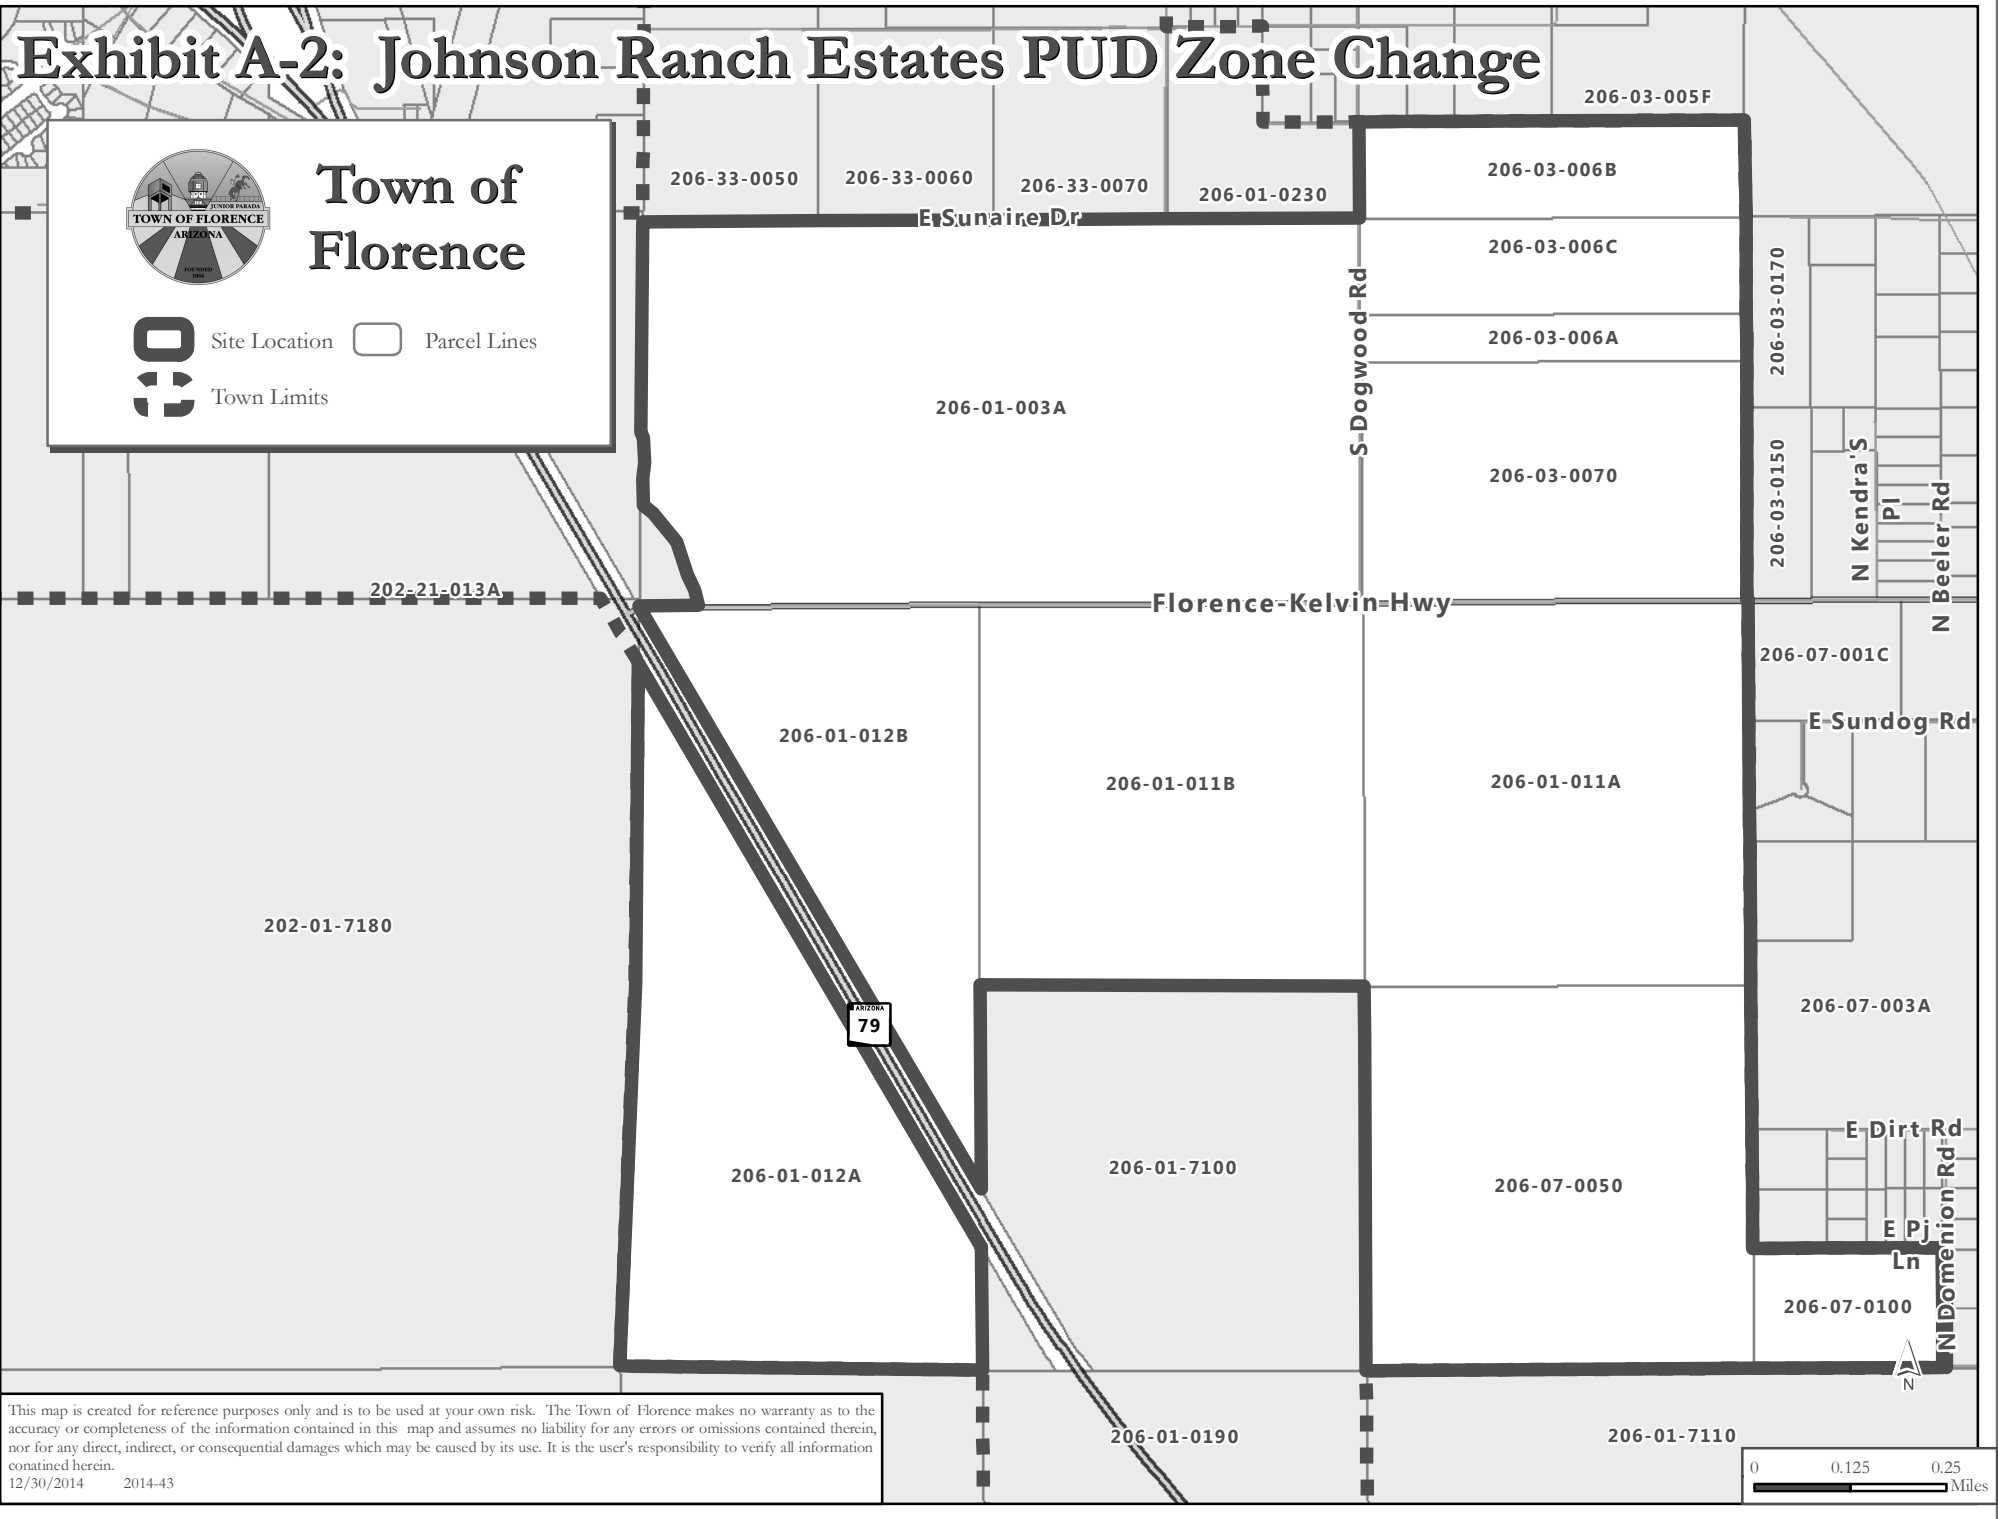 Exhibit A-2: Johnson Ranch Estates PUD Zone Change
206-03-005F
JUNIOR PARADA
TOWN OF FLORENCE
ARIZONA
FOUNDED
1866
Town of
Florence
Site Location
Parcel Lines
Town Limits
206-33-0050
206-33-0060
206-33-0070
206-01-0230
206-03-006B
E Sunaire Dr
206-03-006C
206-03-006A
S Dogwood Rd
206-03-0170
206-01-003A
206-03-0070
206-03-0150
N Kendra'S
Pl
N Beeler Rd
202-21-013A
Florence-Kelvin Hwy
206-07-001C
E Sundog Rd
206-01-012B
206-01-011B
206-01-011A
202-01-7180
206-07-003A
ARIZONA
79
E Dirt Rd
206-01-012A
206-01-7100
206-07-0050
E Pj
Ln
N Domenion Rd
206-07-0100
N
206-01-0190
206-01-7110
This map is created for reference purposes only and is to be used at your own risk. The Town of Florence makes no warranty as to the
accuracy or completeness of the information contained in this map and assumes no liability for any errors or omissions contained therein,
nor for any direct, indirect, or consequential damages which may be caused by its use. It is the user's responsibility to verify all information
conatined herein.
12/30/2014 2014-43
0 0.125 0.25
Miles